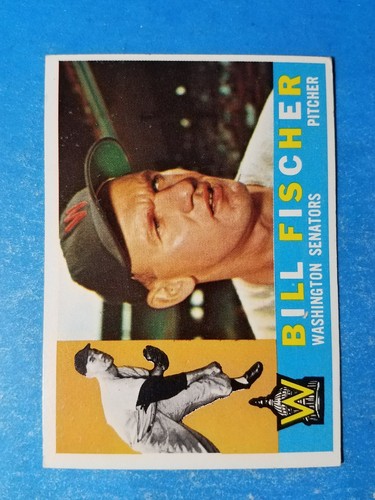 BILL FISCHER
WASHINGTON SENATORS
PITCHER
W
W